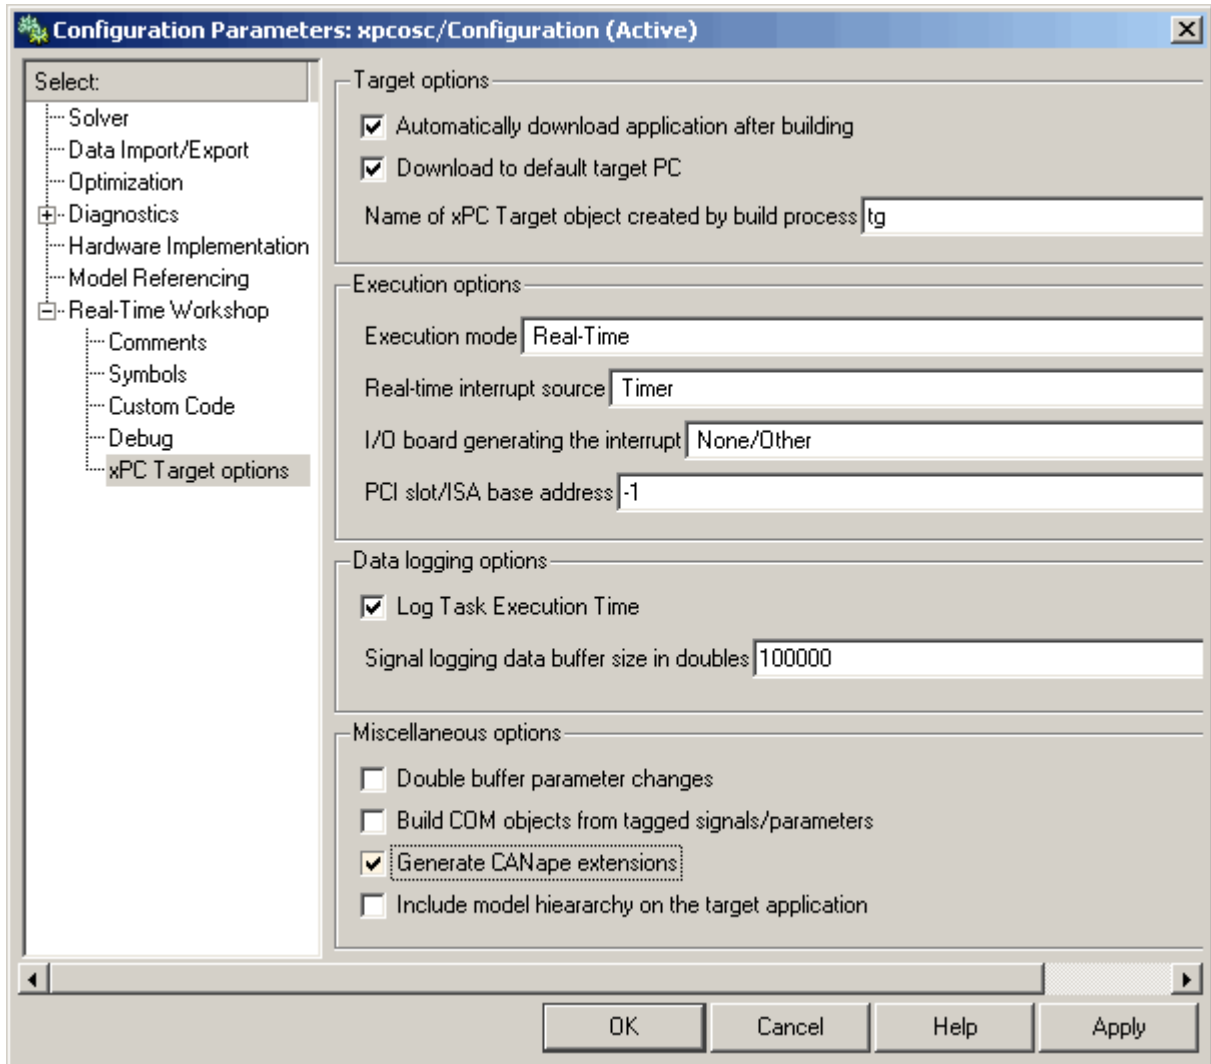 Configuration Parameters: xpcosc/Configuration (Active)
Select:
Solver
Data Import/Export
Optimization
Diagnostics
Hardware Implementation
Model Referencing
Real-Time Workshop
Comments
Symbols
Custom Code
Debug
xPC Target options
Target options
Automatically download application after building
Download to default target PC
Name of xPC Target object created by build process tg
Execution options
Execution mode Real-Time
Real-time interrupt source Timer
I/O board generating the interrupt None/Other
PCI slot/ISA base address -1
Data logging options
Log Task Execution Time
Signal logging data buffer size in doubles 100000
Miscellaneous options
Double buffer parameter changes
Build COM objects from tagged signals/parameters
Generate CANape extensions
Include model hieararchy on the target application
OK Cancel Help Apply